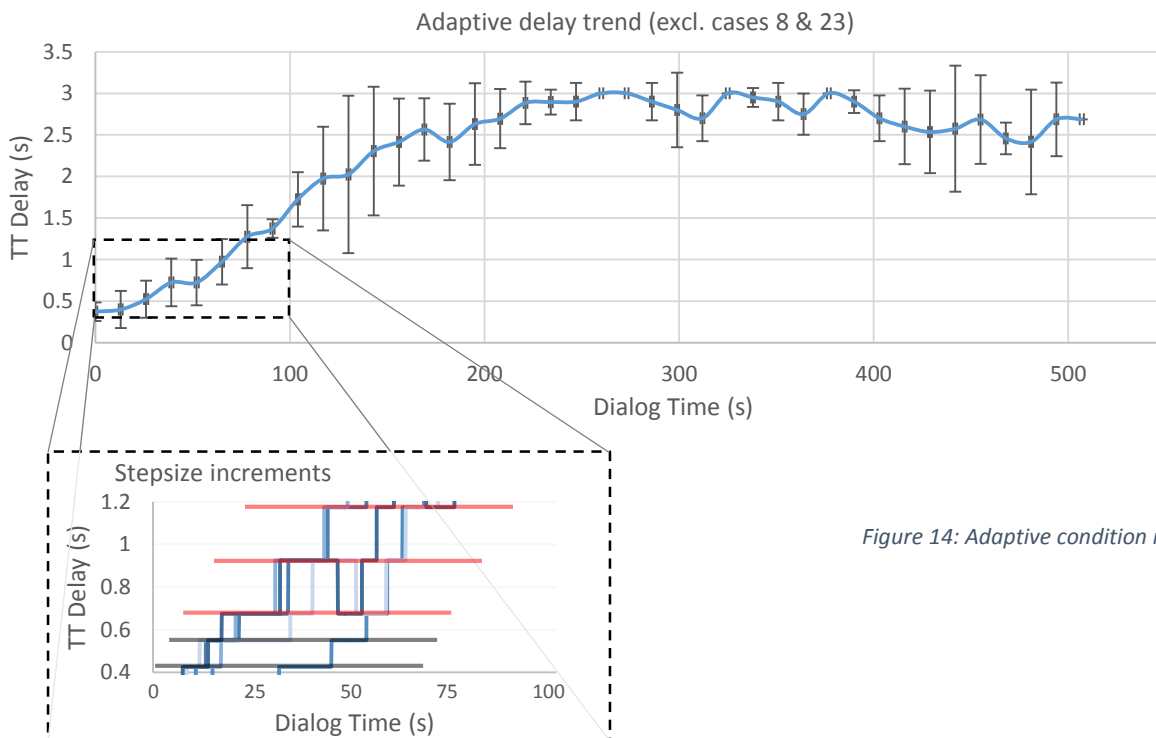 Adaptive delay trend (excl. cases 8 & 23)
TT Delay (s)
3.5
3
2.5
2
1.5
1
0.5
0
0 100 200 300 400 500
Dialog Time (s)
Stepsize increments
TT Delay (s)
1.2
1
0.8
0.6
0.4
0 25 50 75 100
Dialog Time (s)
Figure 14: Adaptive condition